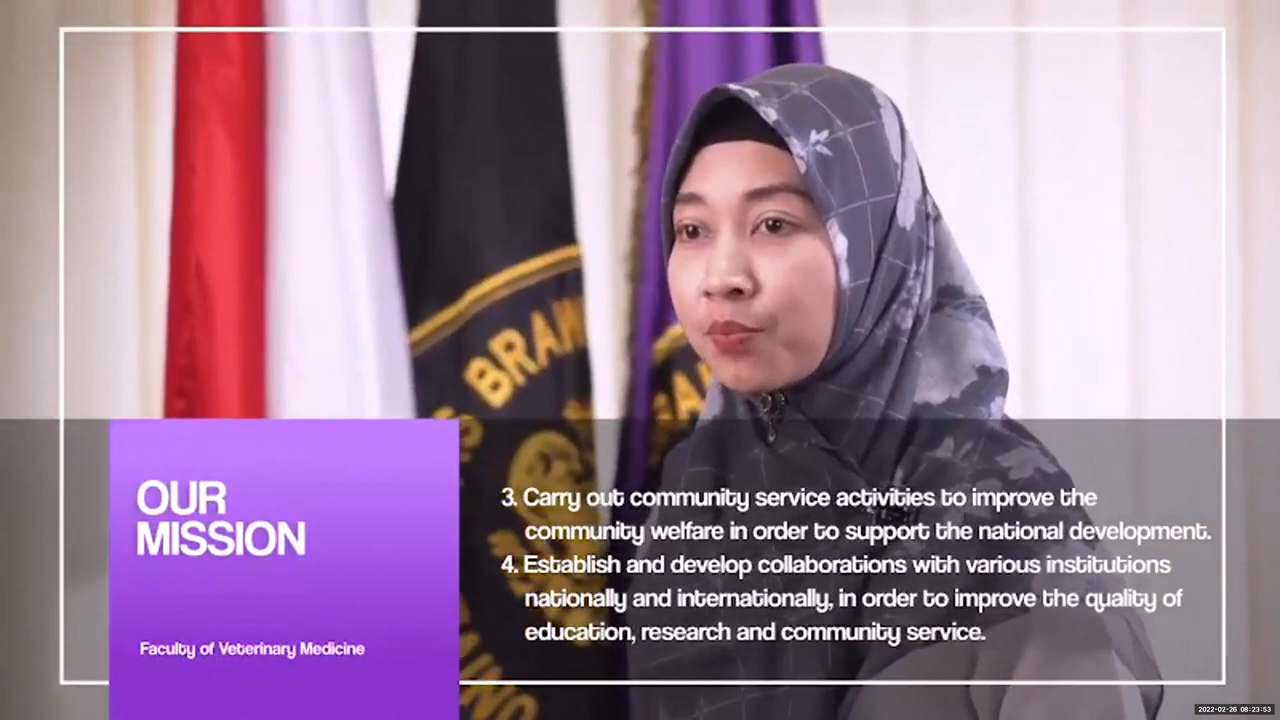 BRAW
OUR
MISSION
Faculty of Veterinary Medicine
3. Carry out community service activities to improve the
community welfare in order to support the national development.
4. Establish and develop collaborations with various institutions
nationally and internationally, in order to improve the quality of
education, research and community service.
2022-02-26 08:23:53